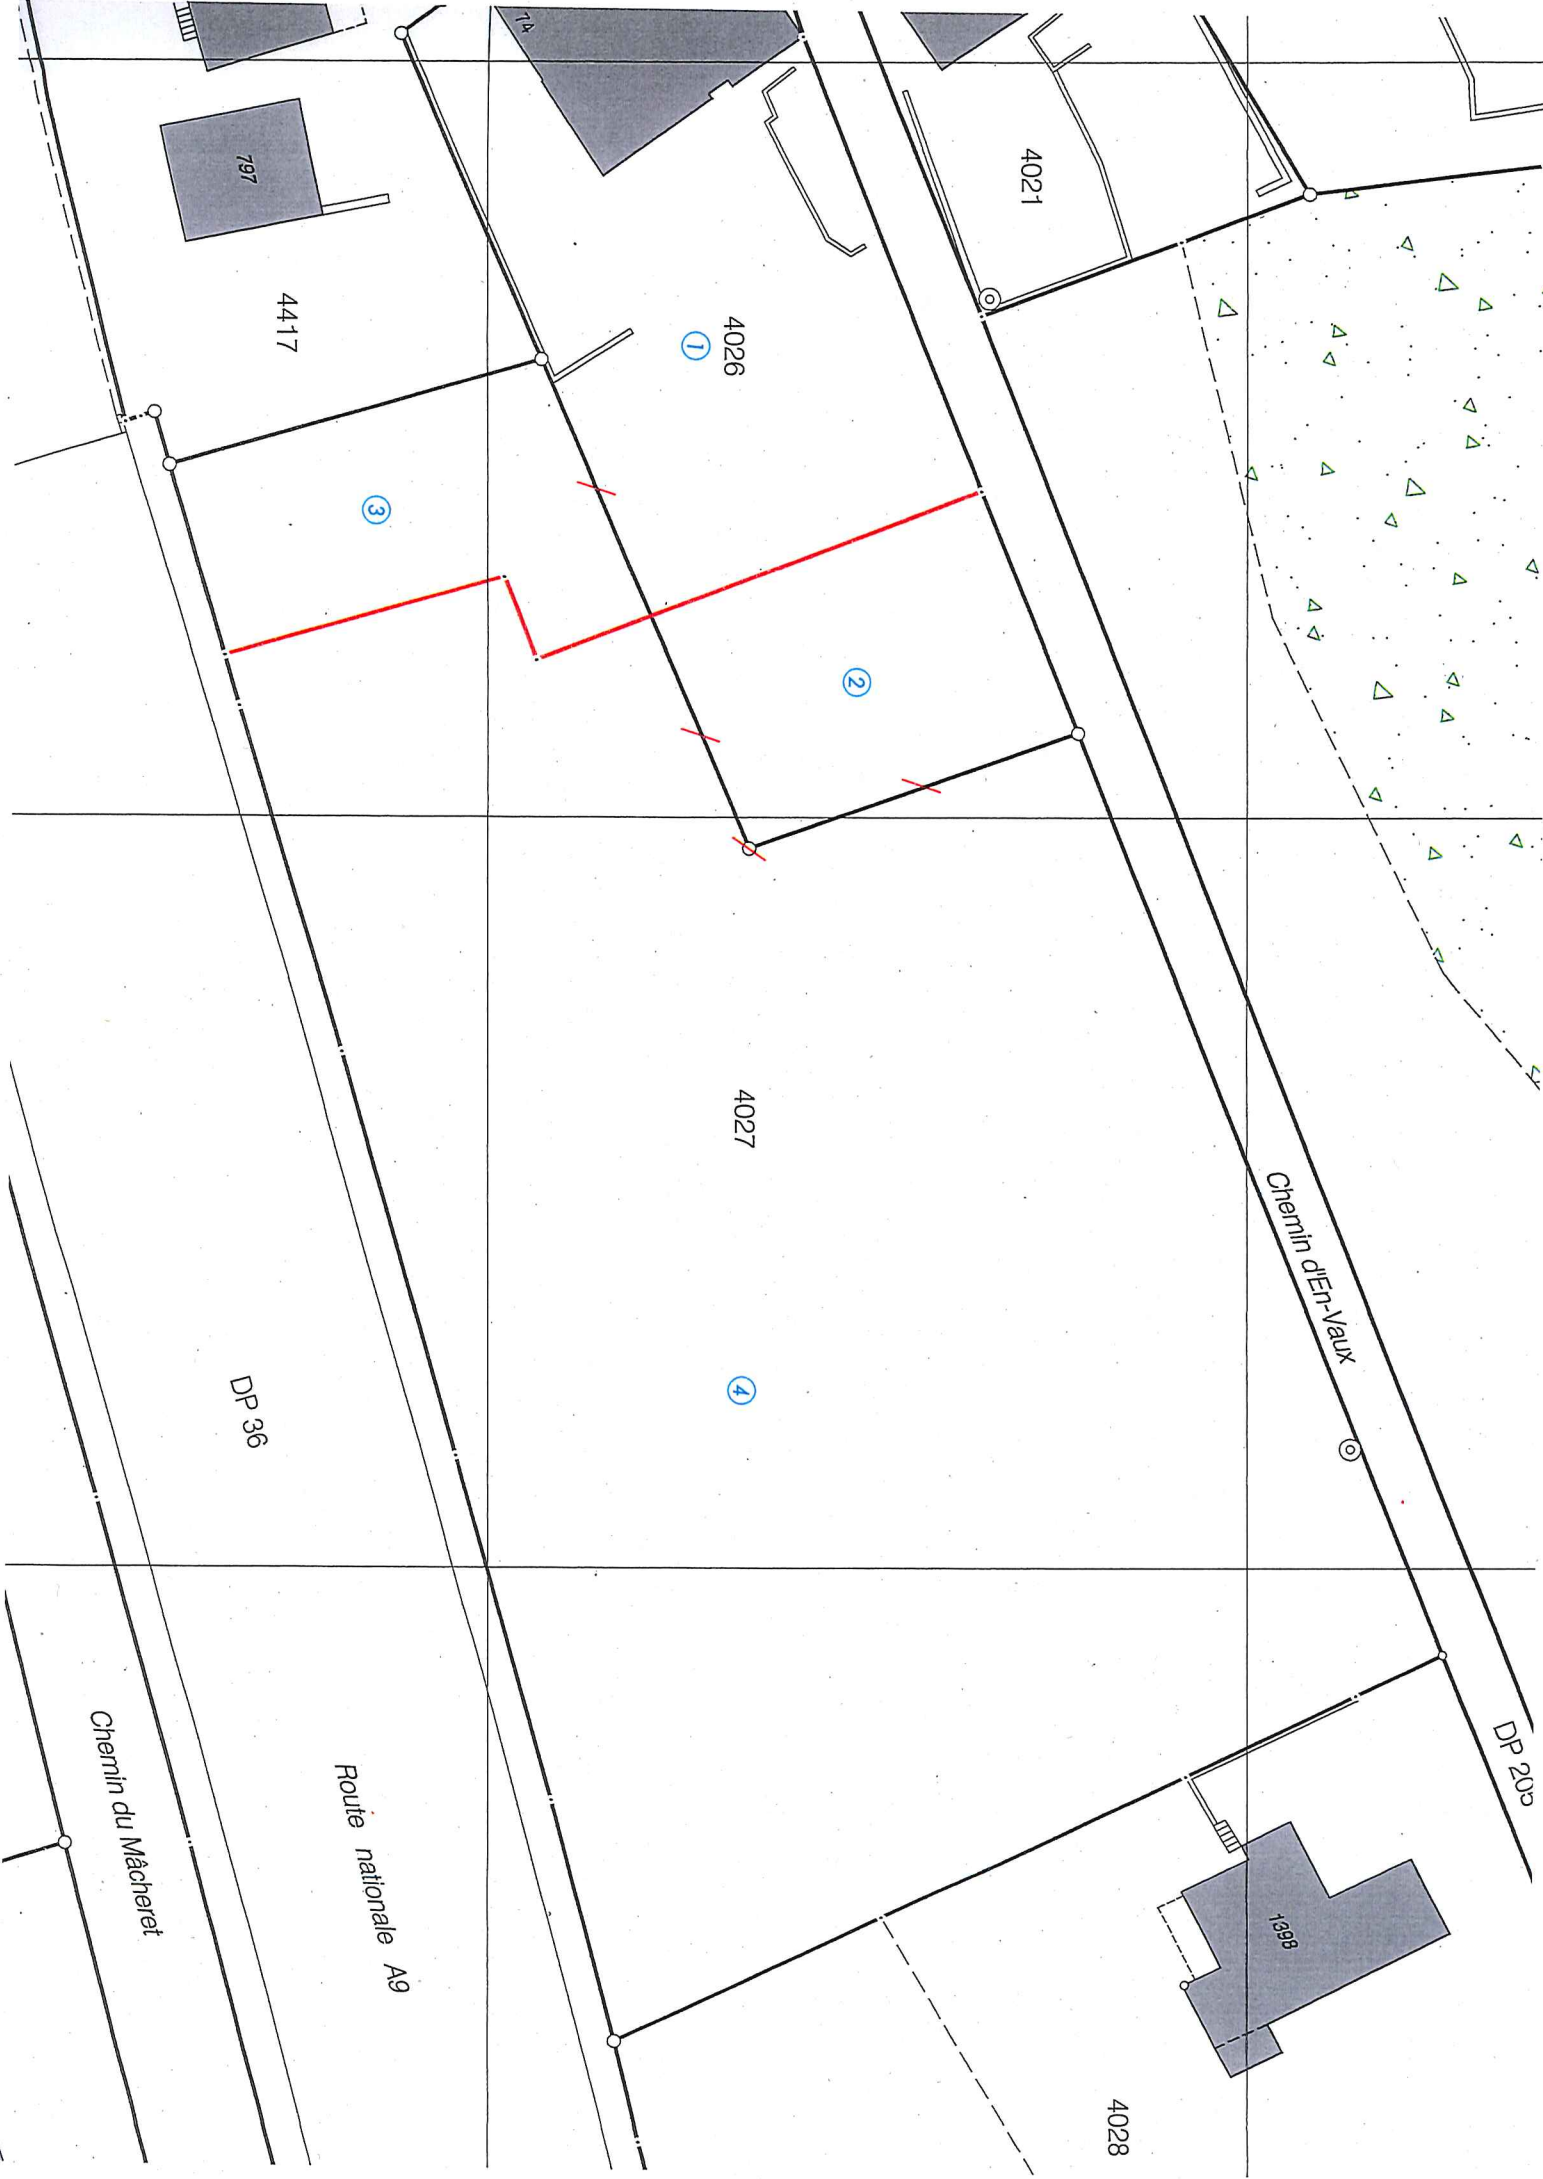 74
797
4021
4417
4026
①
③
②
4027
Chemin d'En-Vaux
DP 36
④
DP 205
Chemin du Mâcheret
Route nationale A9
1398
4028